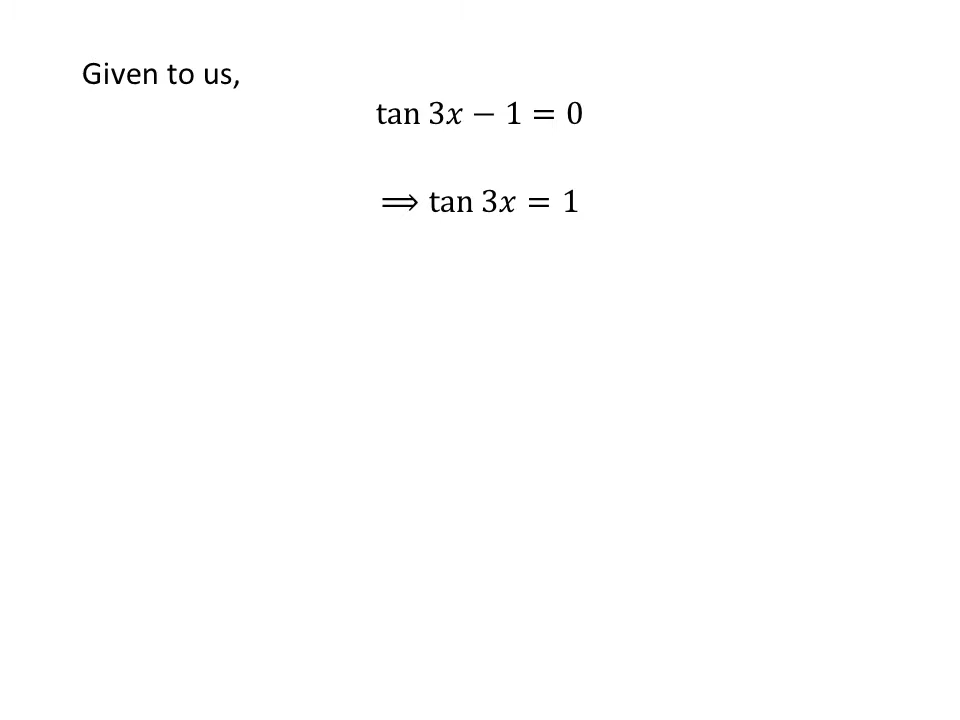 Given to us,
tan 3𝑥 − 1 = 0
⟹ tan 3𝑥 = 1